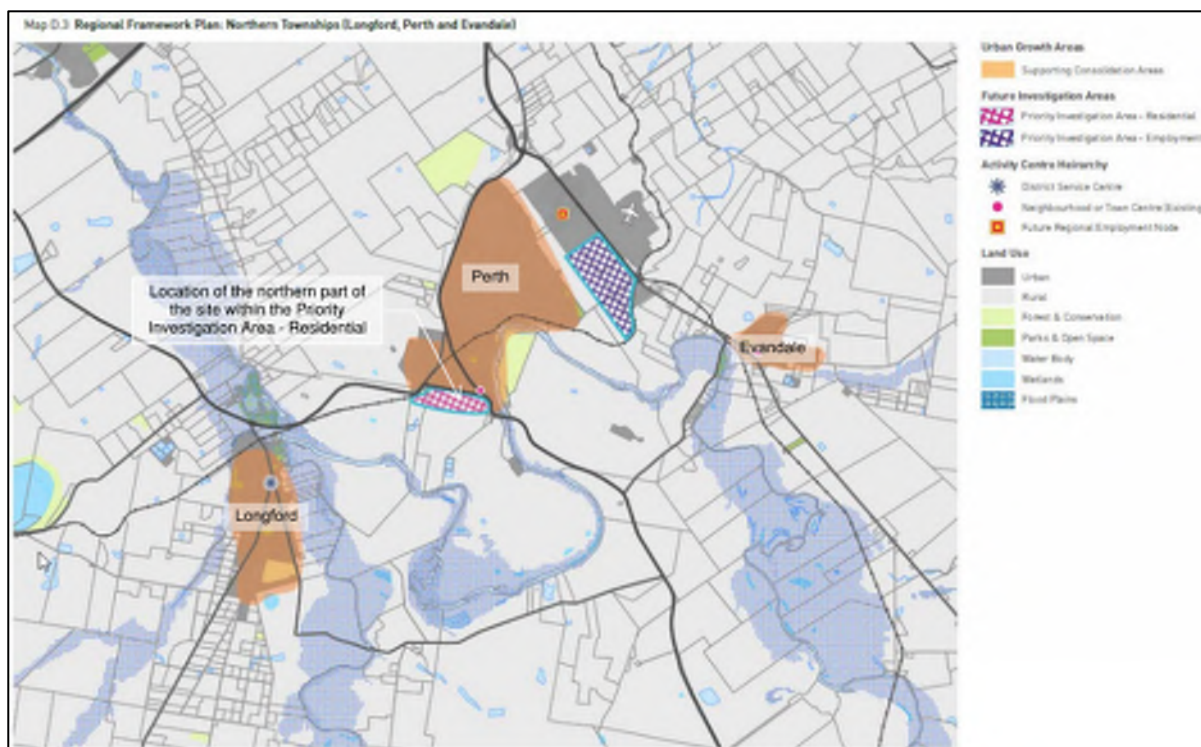 Map D.3 Regional Framework Plan: Northern Townships (Longford, Perth and Evandale)
Urban Growth Areas
Supporting Consolidation Areas
Future Investigation Areas
Priority Investigation Area - Residential
Priority Investigation Area - Employment
Activity Centre Heirarchy
District Service Centre
Neighbourhood or Town Centre (Existing
Future Regional Employment Node
Land Use
Urban
Rural
Forest & Conservation
Parks & Open Space
Water Body
Wetlands
Flood Plains
Perth
Location of the northern part of
the site within the Priority
Investigation Area - Residential
Evandale
Longford